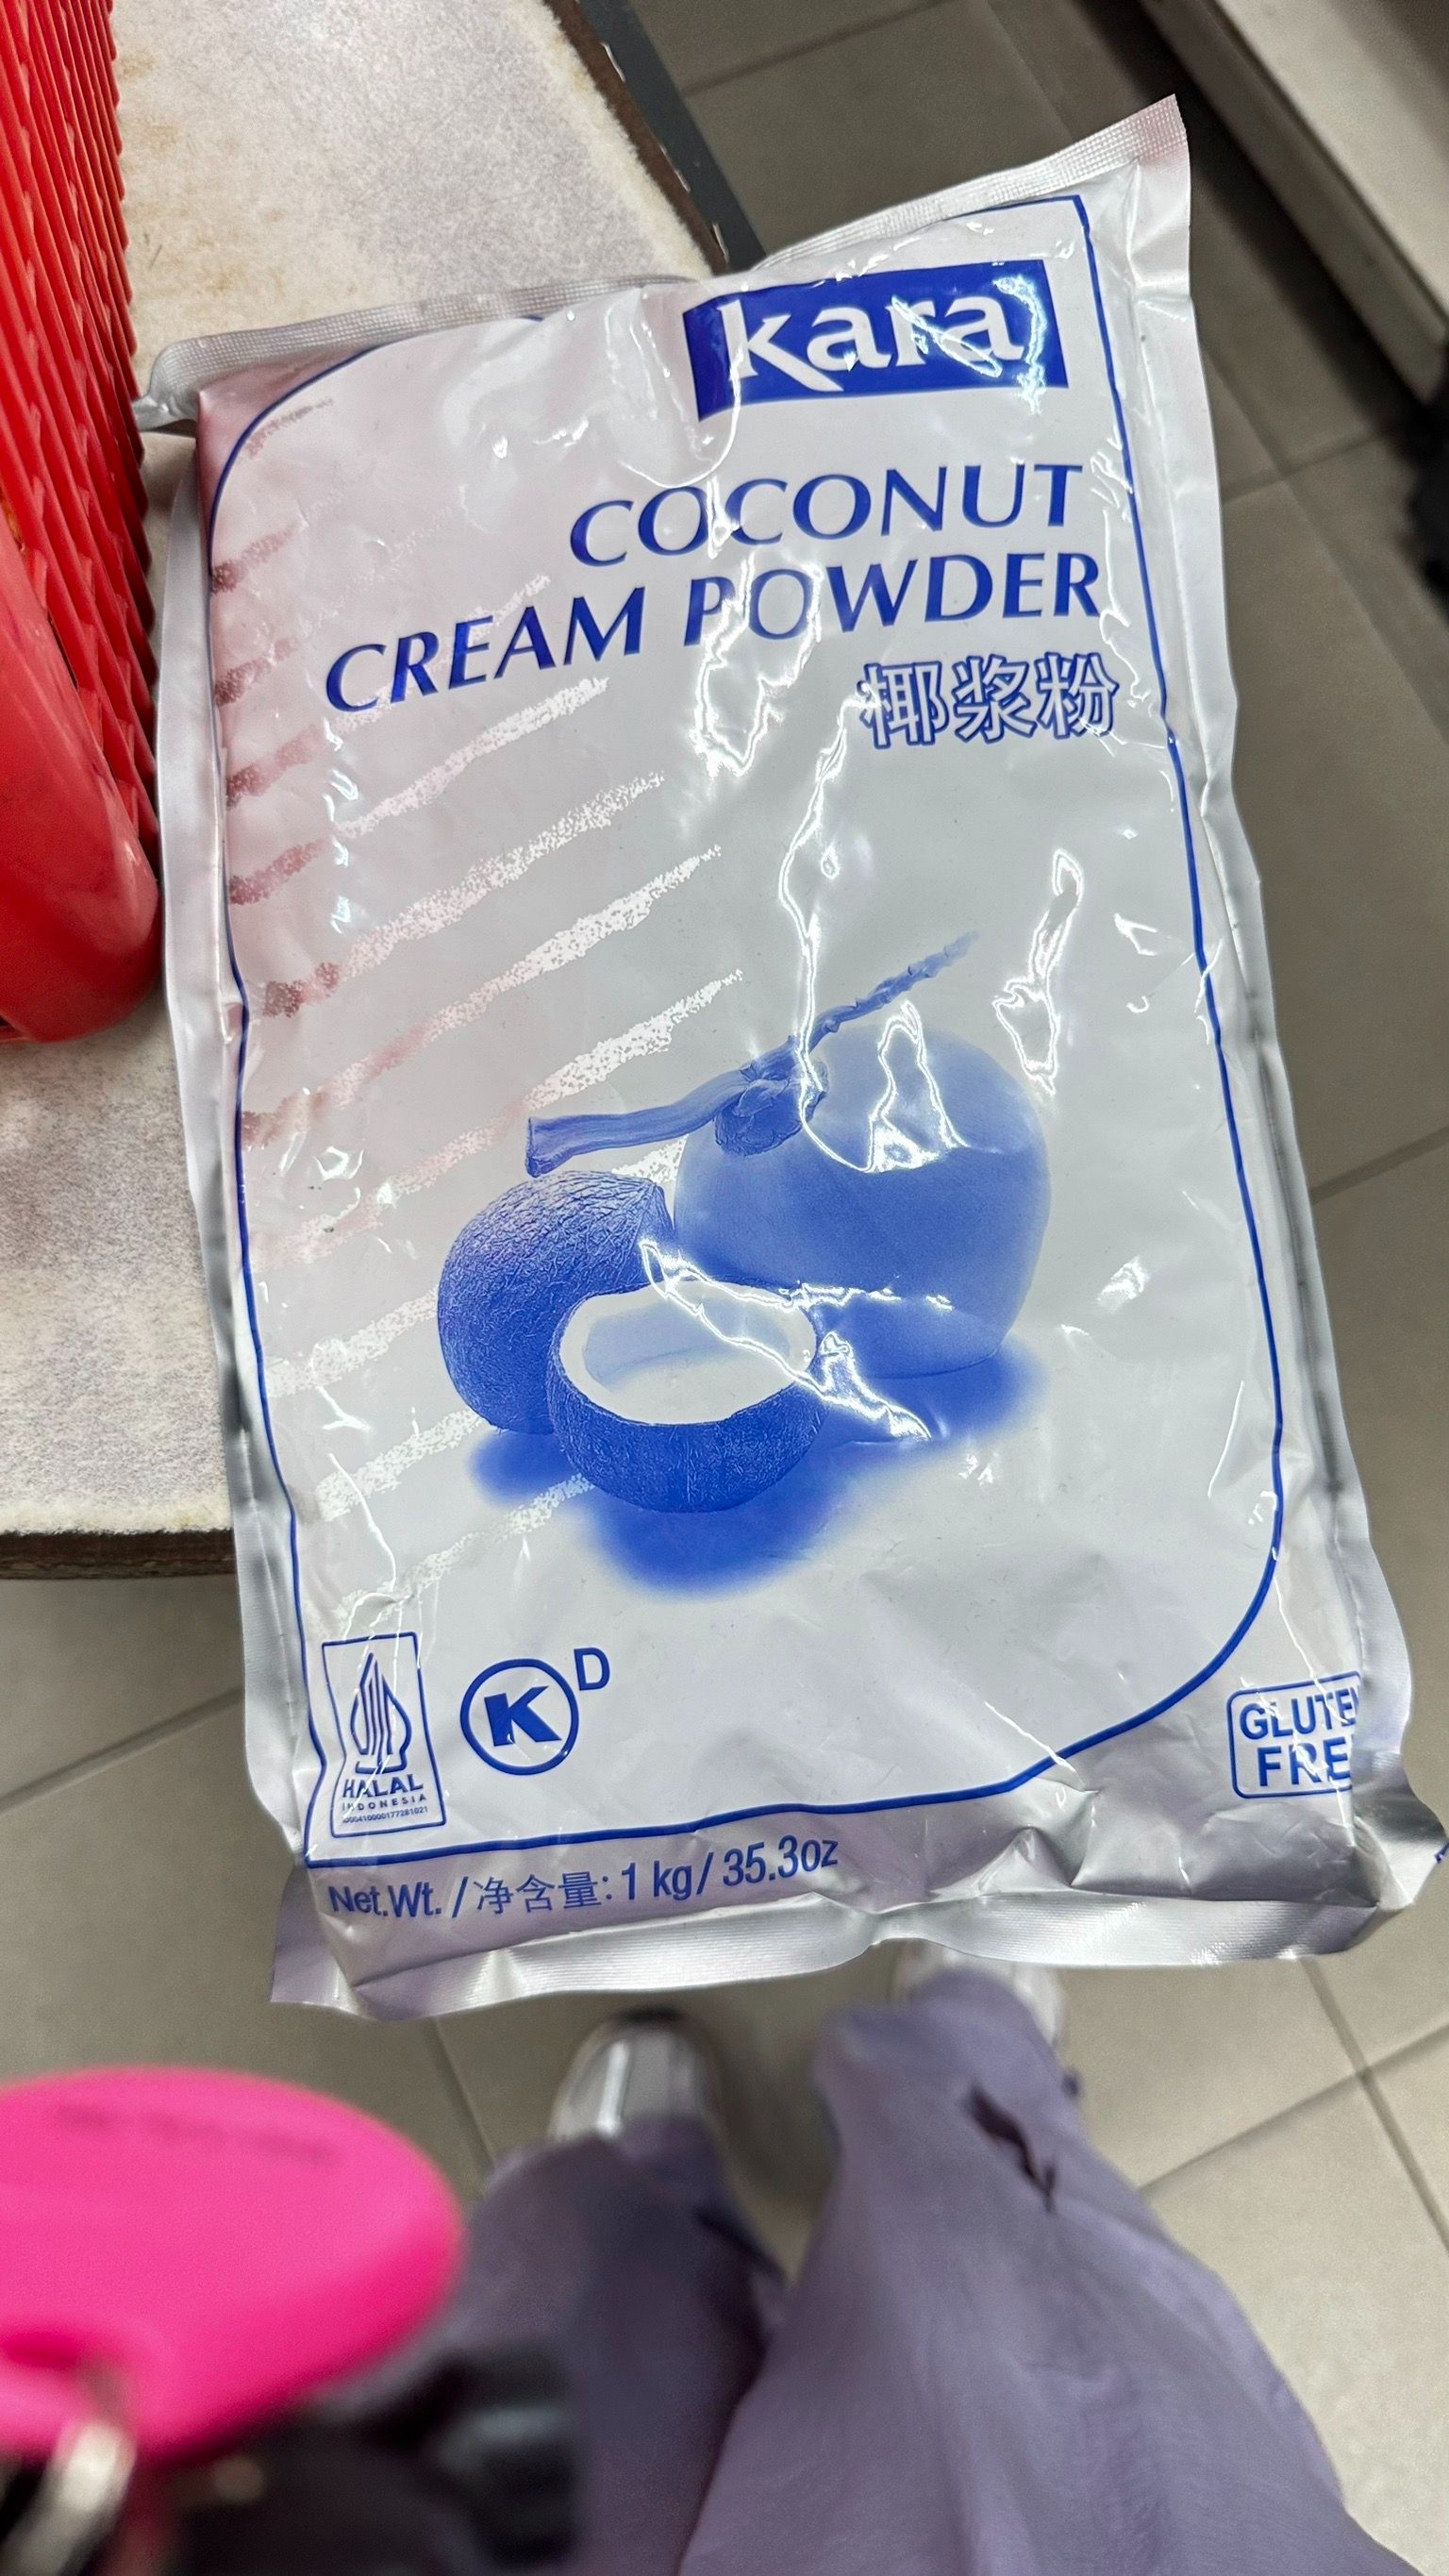 kara
COCONUT
CREAM POWDER
椰浆粉
K D
HALAL
INDONESIA
GLUTEN
FRE
Net.Wt. / 净含量: 1 kg/ 35.3oz